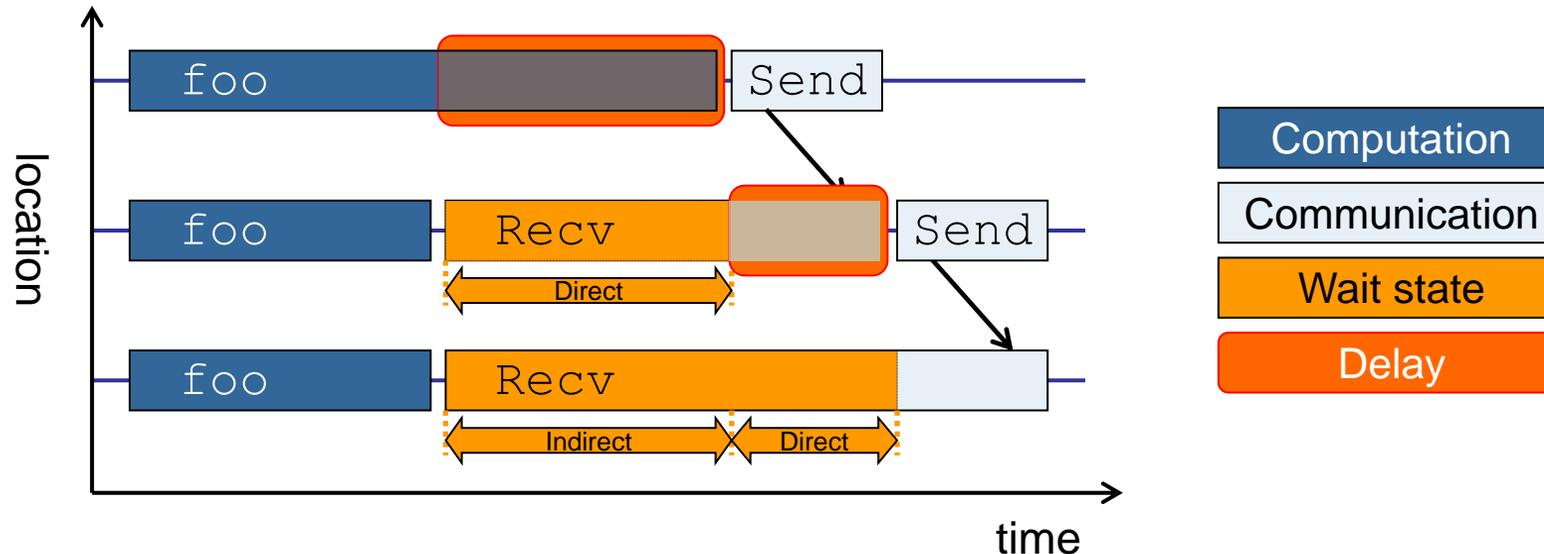 foo
Send
foo
Recv
Send
Direct
foo
Recv
Indirect
Direct
location
time
Computation
Communication
Wait state
Delay